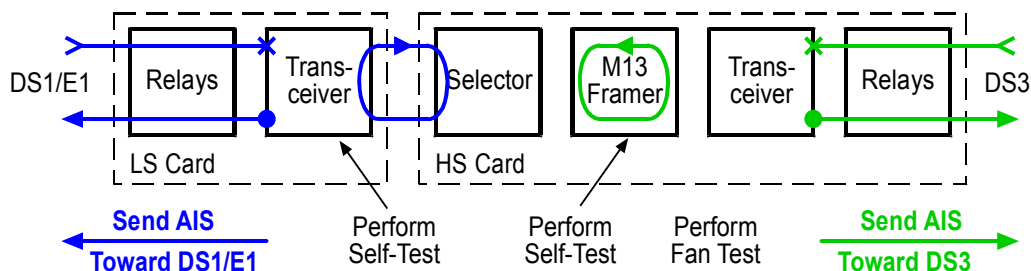 DS1/E1
Relays
Trans-
ceiver
Selector
M13
Framer
Trans-
ceiver
Relays
DS3
LS Card
HS Card
Send AIS
Toward DS1/E1
Perform
Self-Test
Perform
Self-Test
Perform
Fan Test
Send AIS
Toward DS3